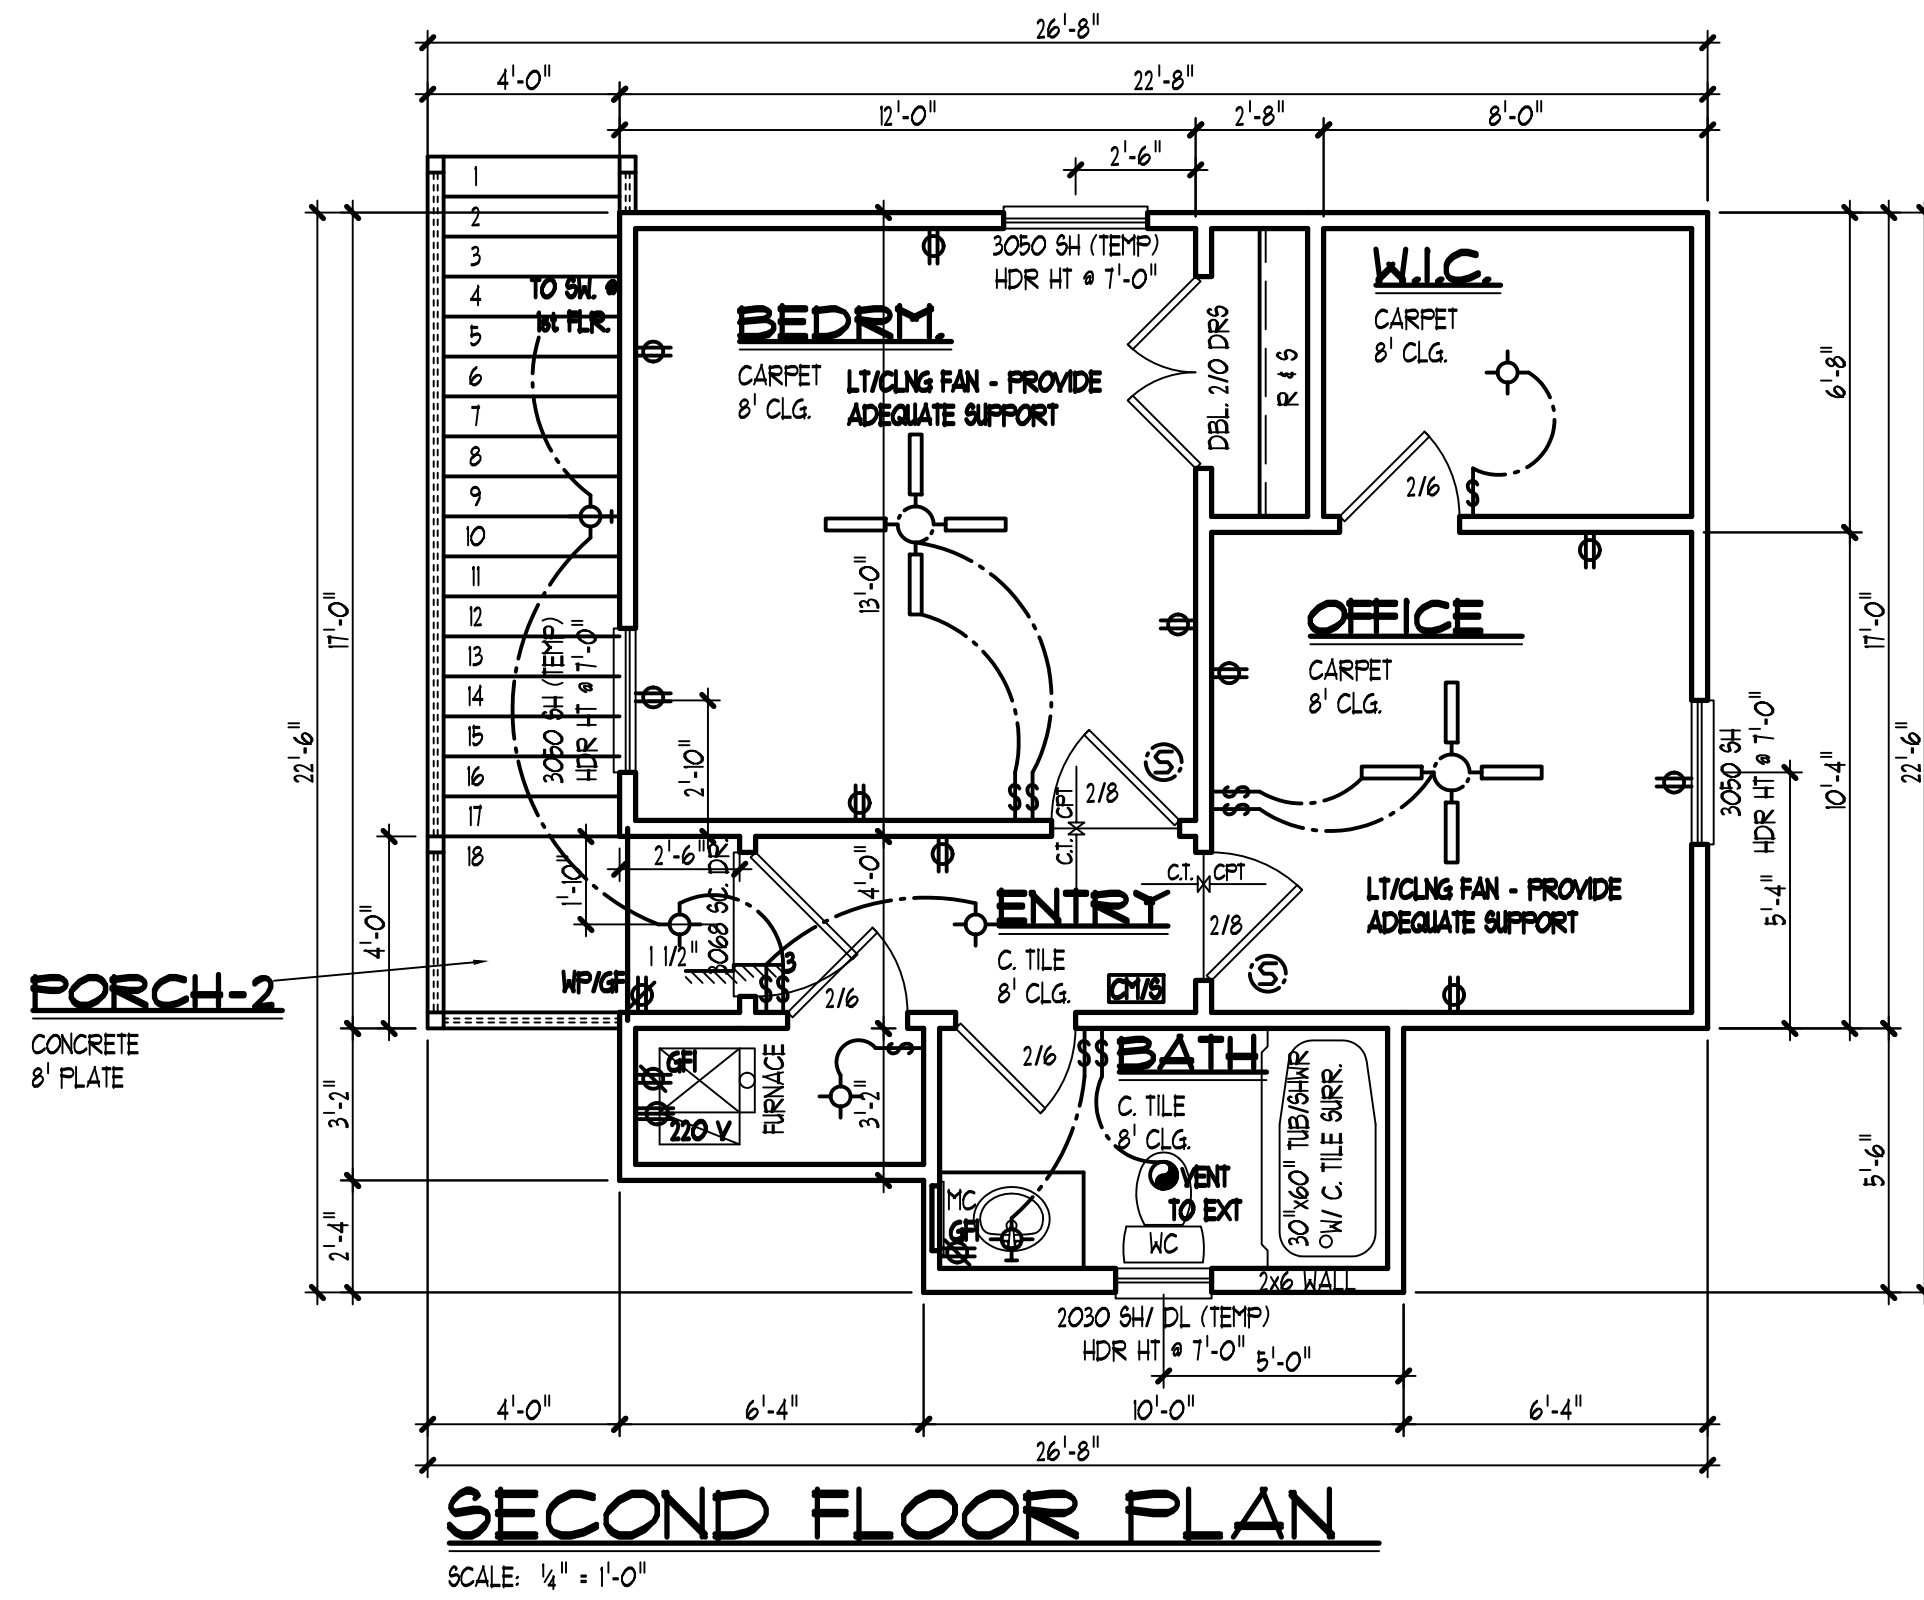 26'-8"
4'-0"
22'-8"
12'-0"
2'-8"
8'-0"
2'-6"
1
2
3
4
5
6
7
8
9
10
11
12
13
14
15
16
17
18
TO SW. @
1st FLR.
3050 SH (TEMP)
HDR HT @ 7'-0"
BEDRM.
CARPET
8' CLG.
LT/CLNG FAN - PROVIDE
ADEQUATE SUPPORT
DBL. 2/0 DRS
R & S
W.I.C.
CARPET
8' CLG.
2/6
S
6'-8"
17'-0"
22'-6"
13'-0"
3050 SH (TEMP)
HDR HT @ 7'-0"
2'-10"
OFFICE
CARPET
8' CLG.
17'-0"
10'-4"
22'-6"
3050 SH
HDR HT @ 7'-0"
5'-4"
S S
2/8
S
CPT
C.T.
S
S
C.T. CPT
2/8
S
LT/CLNG FAN - PROVIDE
ADEQUATE SUPPORT
2'-6"
1'-10"
4'-0"
4'-0"
3068 SC. DR.
1 1/2"
WP/GFI
3
S S
2/6
ENTRY
C. TILE
8' CLG.
CM/S
PORCH-2
CONCRETE
8' PLATE
3'-2"
2'-4"
GFI
220 V
FURNACE
S
3'-2"
2/6
S S
BATH
C. TILE
8' CLG.
VENT
TO EXT
WC
MC
GFI
30"x60" TUB/SHWR
W/ C. TILE SURR.
2x6 WALL
5'-6"
2030 SH/ DL (TEMP)
HDR HT @ 7'-0"
5'-0"
4'-0"
6'-4"
10'-0"
6'-4"
26'-8"
SECOND FLOOR PLAN
SCALE: ¼" = 1'-0"